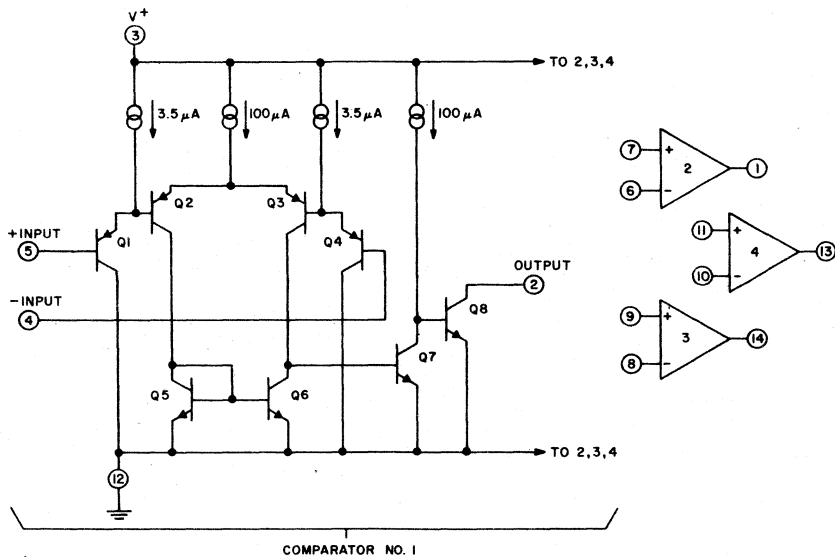 V+
3
TO 2,3,4
3.5μA
100μA
3.5μA
100μA
7
+
2
1
6
−
Q2
Q3
+INPUT
5
Q1
Q4
11
+
4
13
10
−
OUTPUT
2
−INPUT
4
Q8
9
+
3
14
8
−
Q7
Q5
Q6
TO 2,3,4
12
COMPARATOR NO. 1